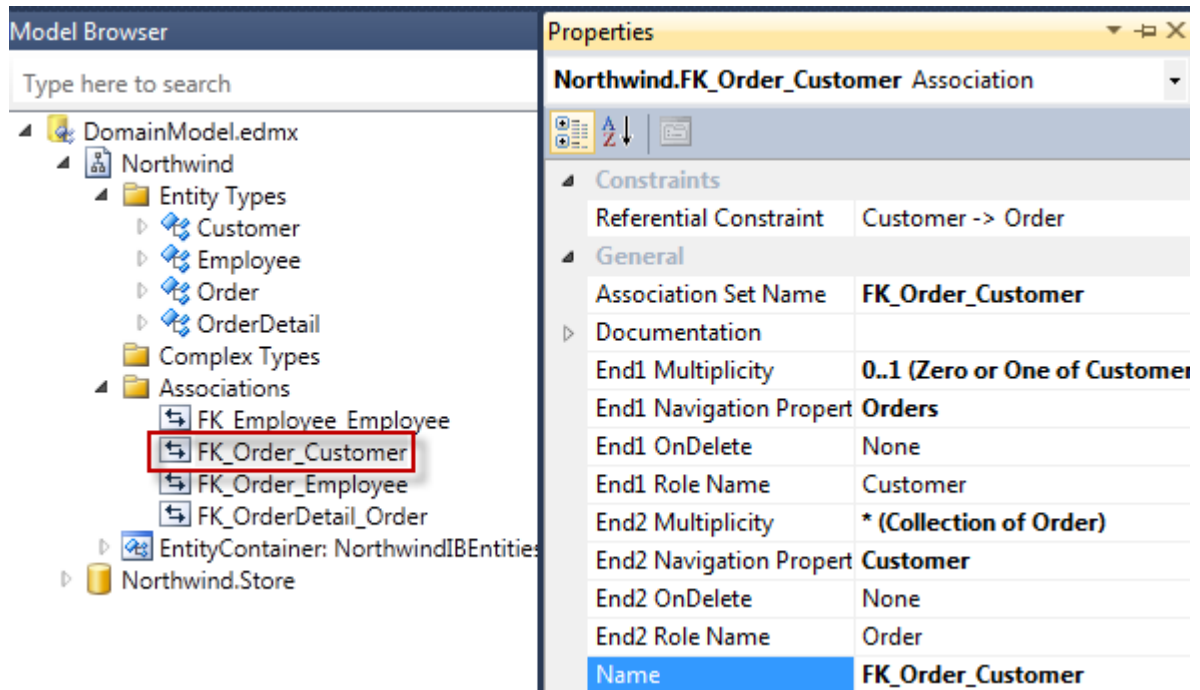 Model Browser
Type here to search
DomainModel.edmx
Northwind
Entity Types
Customer
Employee
Order
OrderDetail
Complex Types
Associations
FK_Employee_Employee
FK_Order_Customer
FK_Order_Employee
FK_OrderDetail_Order
EntityContainer: NorthwindIBEntities
Northwind.Store
Properties
Northwind.FK_Order_Customer Association
Constraints
Referential Constraint Customer -> Order
General
Association Set Name FK_Order_Customer
Documentation
End1 Multiplicity 0..1 (Zero or One of Customer
End1 Navigation Propert Orders
End1 OnDelete None
End1 Role Name Customer
End2 Multiplicity * (Collection of Order)
End2 Navigation Propert Customer
End2 OnDelete None
End2 Role Name Order
Name FK_Order_Customer